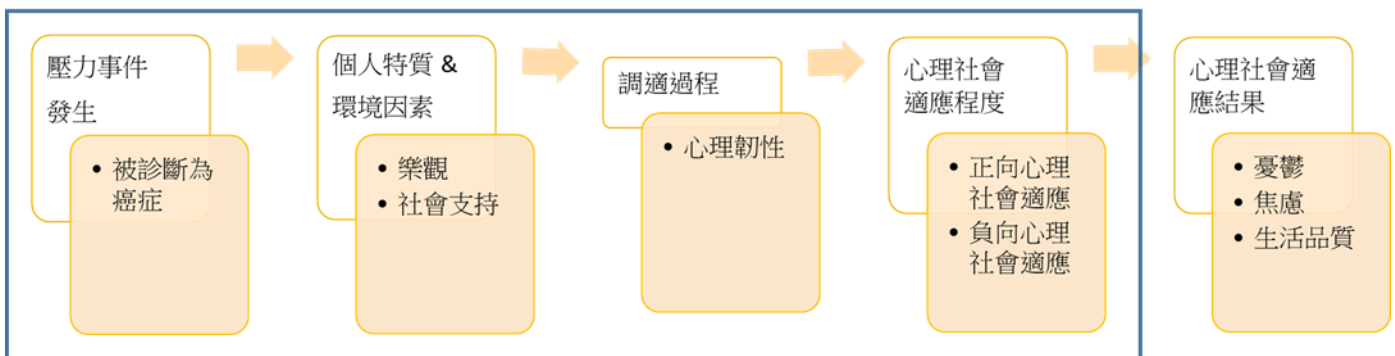 壓力事件
發生
• 被診斷為
癌症
個人特質 &
環境因素
• 樂觀
• 社會支持
調適過程
• 心理韌性
心理社會
適應程度
• 正向心理
社會適應
• 負向心理
社會適應
心理社會適
應結果
• 憂鬱
• 焦慮
• 生活品質